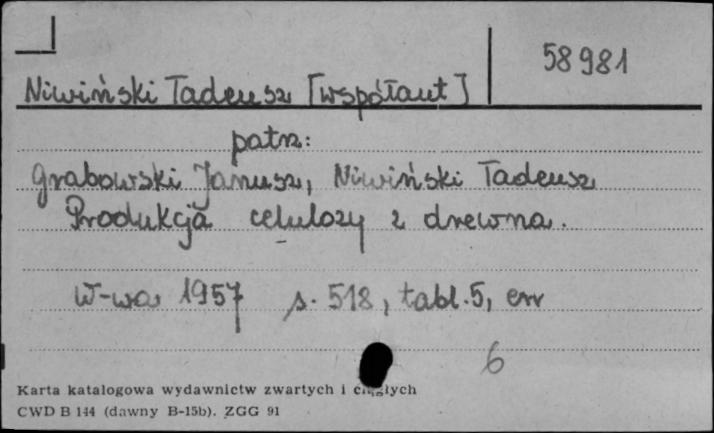 58981
Niwiński Tadeusz [współaut]
patrz:
Grabowski Janusz, Niwiński Tadeusz
Produkcja celulozy z drewna.
W-wa 1957 s. 518, tabl. 5, err
6
Karta katalogowa wydawnictw zwartych i ciągłych
CWD B 144 (dawny B-15b). ZGG 91